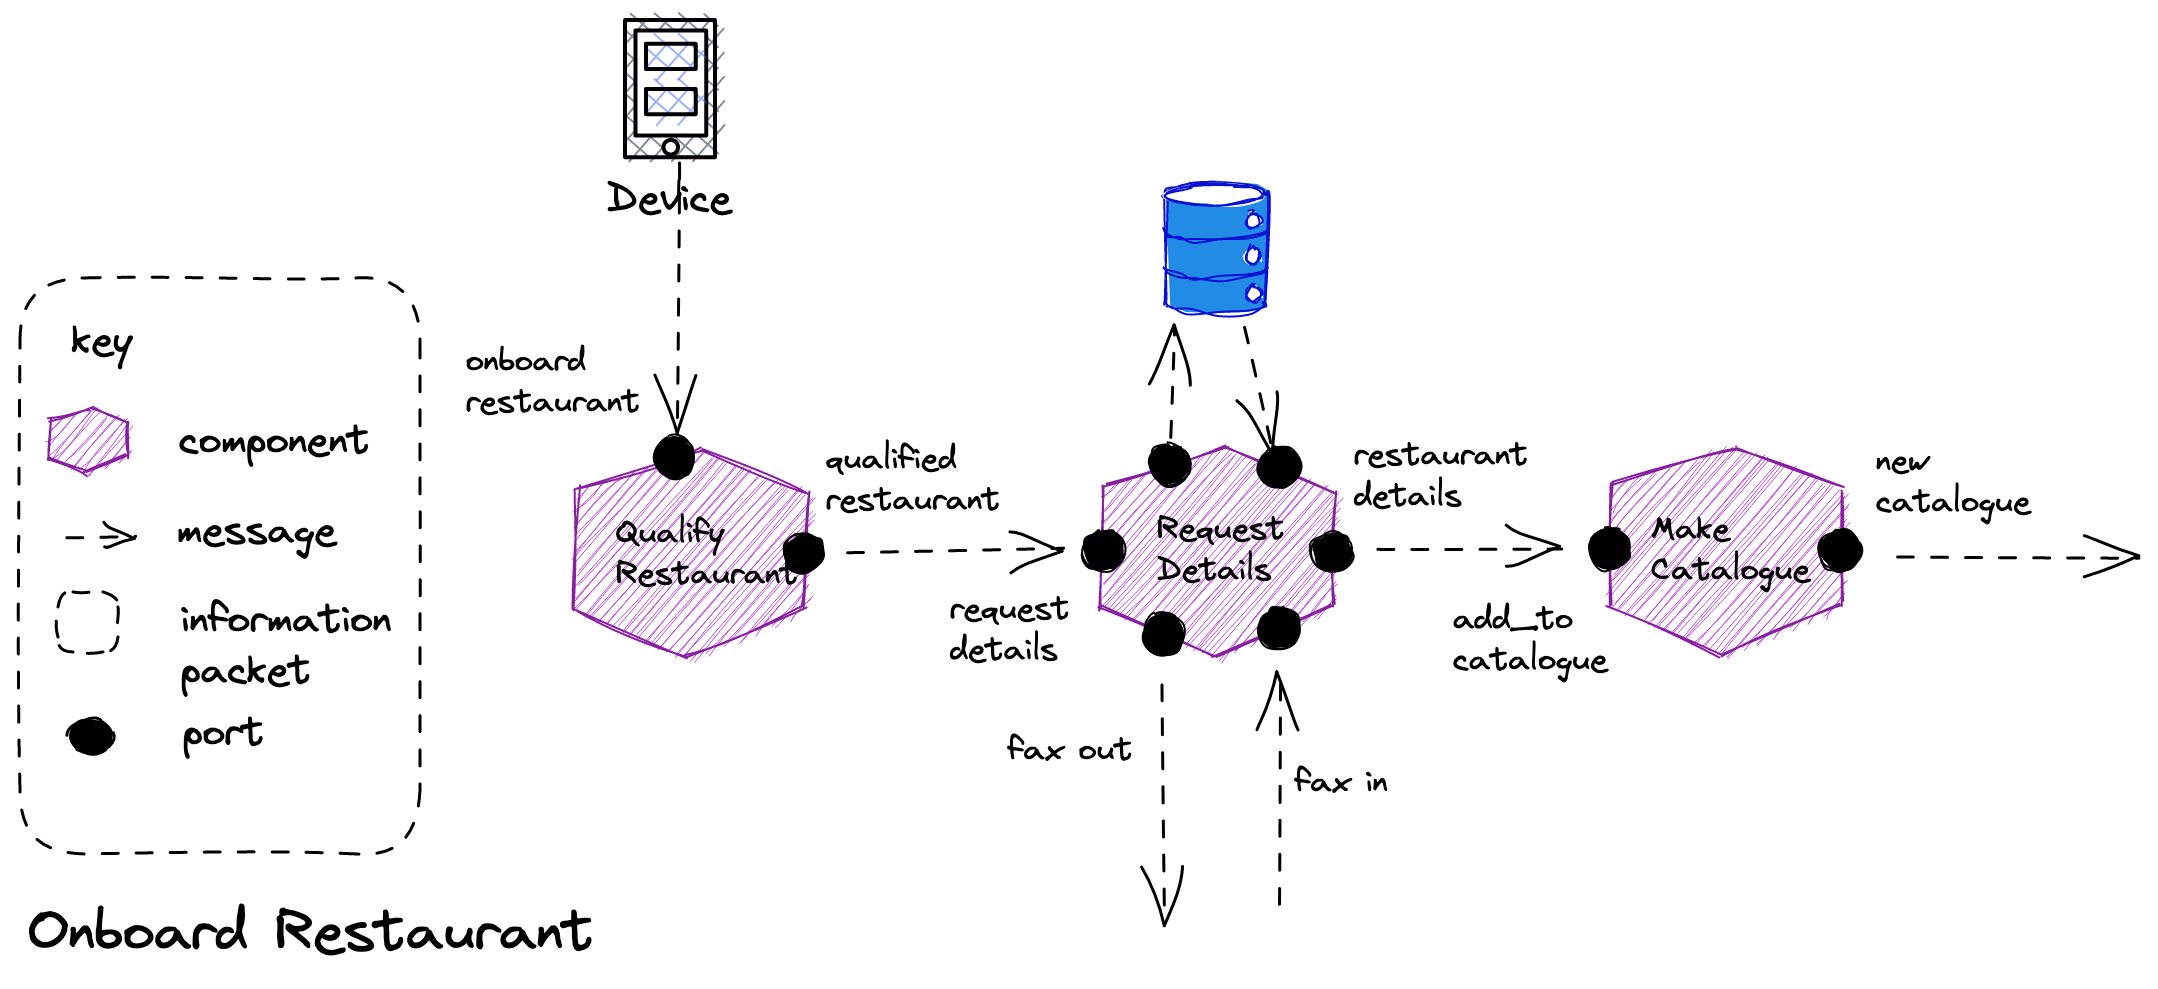 Device
key
component
message
information
packet
port
onboard
restaurant
Qualify
Restaurant
qualified
restaurant
request
details
Request
Details
fax out
fax in
restaurant
details
add_to
catalogue
Make
Catalogue
new
catalogue
Onboard Restaurant